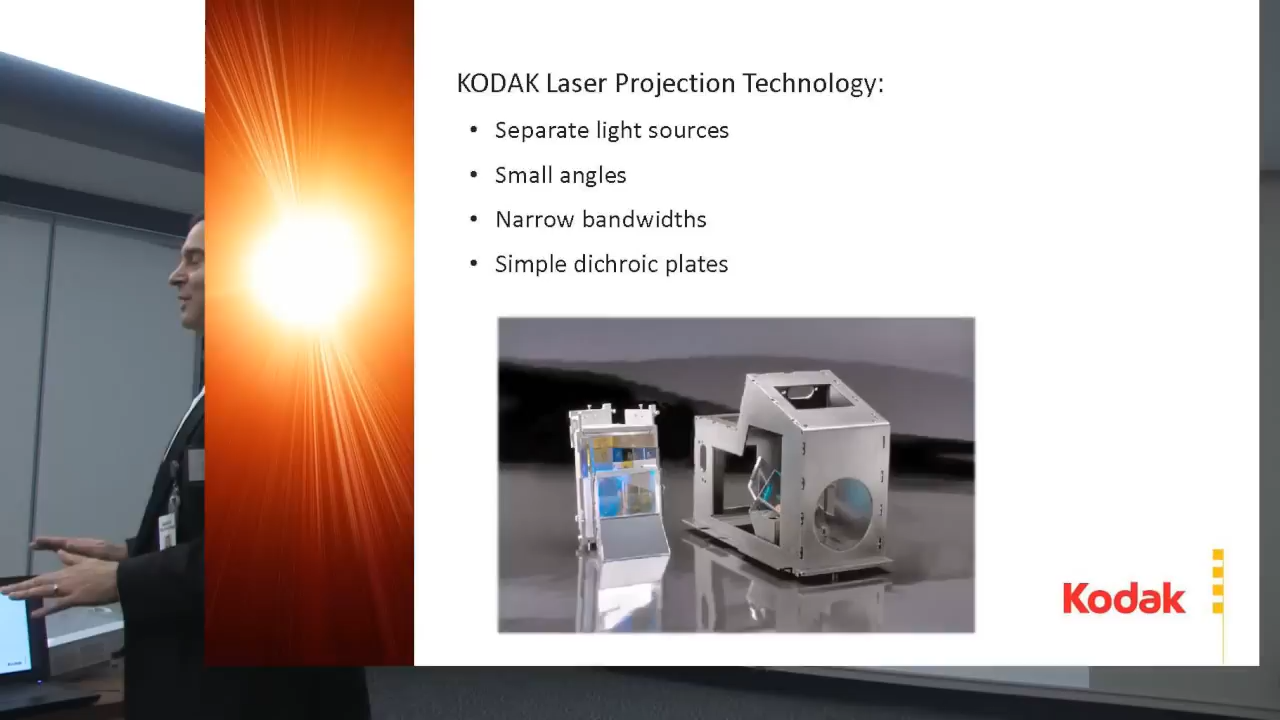 KODAK Laser Projection Technology:
• Separate light sources
• Small angles
• Narrow bandwidths
• Simple dichroic plates
Kodak